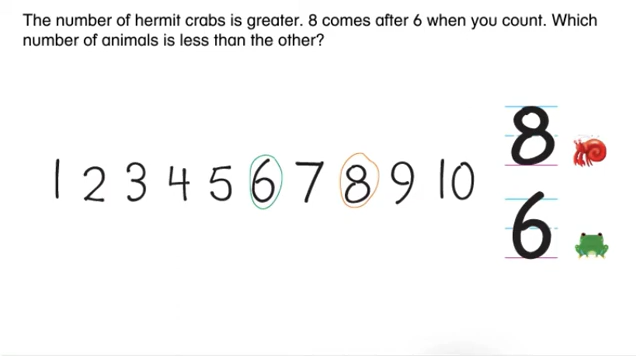 The number of hermit crabs is greater. 8 comes after 6 when you count. Which
number of animals is less than the other?
8
1 2 3 4 5 6 7 8 9 10
6